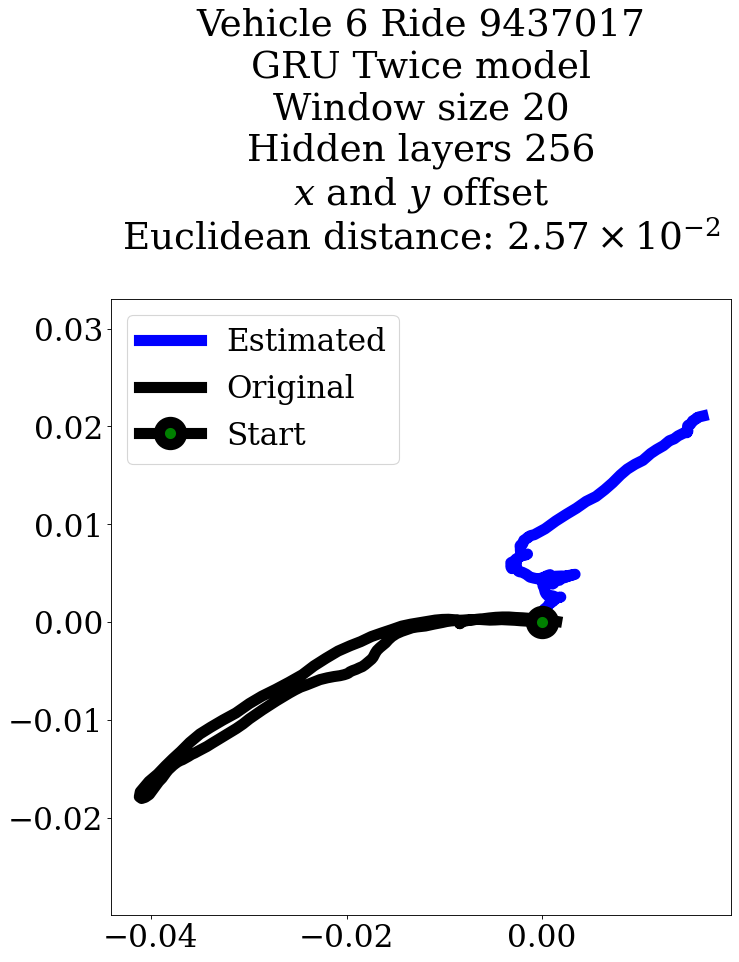 Vehicle 6 Ride 9437017
GRU Twice model
Window size 20
Hidden layers 256
x and y offset
Euclidean distance: 2.57 × 10⁻²
0.03
0.02
0.01
0.00
−0.01
−0.02
Estimated
Original
Start
−0.04
−0.02
0.00